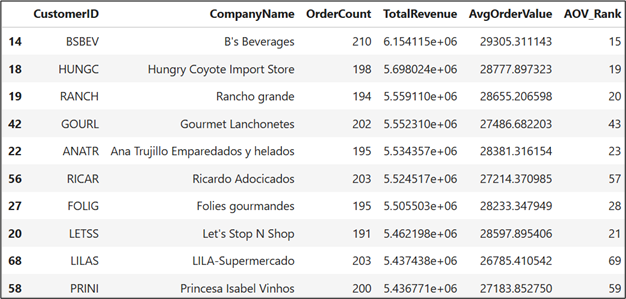 CustomerID CompanyName OrderCount TotalRevenue AvgOrderValue AOV_Rank
14 BSBEV B's Beverages 210 6.154115e+06 29305.311143 15
18 HUNGC Hungry Coyote Import Store 198 5.698024e+06 28777.897323 19
19 RANCH Rancho grande 194 5.559110e+06 28655.206598 20
42 GOURL Gourmet Lanchonetes 202 5.552310e+06 27486.682203 43
22 ANATR Ana Trujillo Emparedados y helados 195 5.534357e+06 28381.316154 23
56 RICAR Ricardo Adocicados 203 5.524517e+06 27214.370985 57
27 FOLIG Folies gourmandes 195 5.505503e+06 28233.347949 28
20 LETSS Let's Stop N Shop 191 5.462198e+06 28597.895406 21
68 LILAS LILA-Supermercado 203 5.437438e+06 26785.410542 69
58 PRINI Princesa Isabel Vinhos 200 5.436771e+06 27183.852750 59